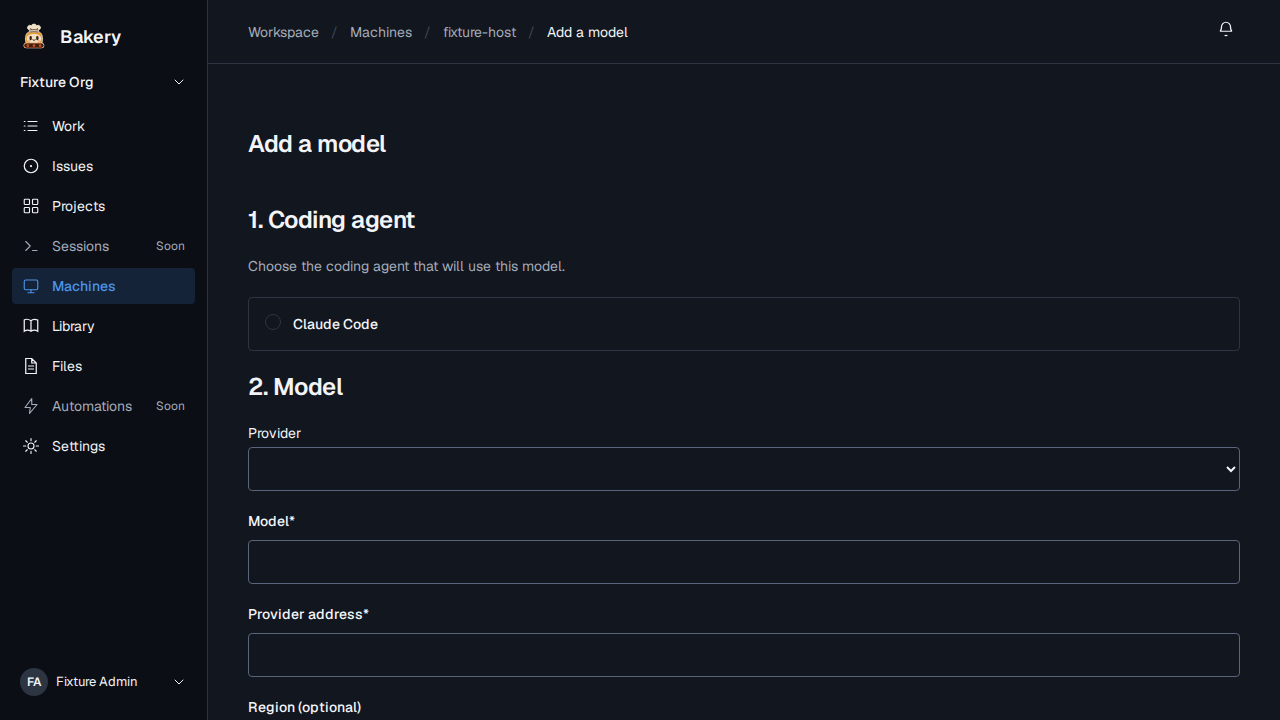 Bakery
Fixture Org
Work
Issues
Projects
Sessions Soon
Machines
Library
Files
Automations Soon
Settings
FA Fixture Admin
Workspace / Machines / fixture-host / Add a model
Add a model
1. Coding agent
Choose the coding agent that will use this model.
Claude Code
2. Model
Provider
Model*
Provider address*
Region (optional)